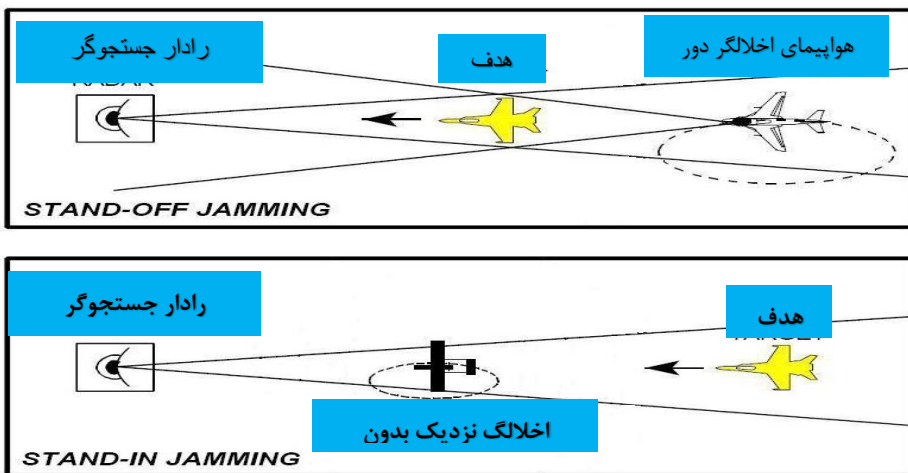 رادار جستجوگر
هدف
هواپیمای اخلالگر دور
STAND-OFF JAMMING
رادار جستجوگر
هدف
اخلالگ نزدیک بدون
STAND-IN JAMMING